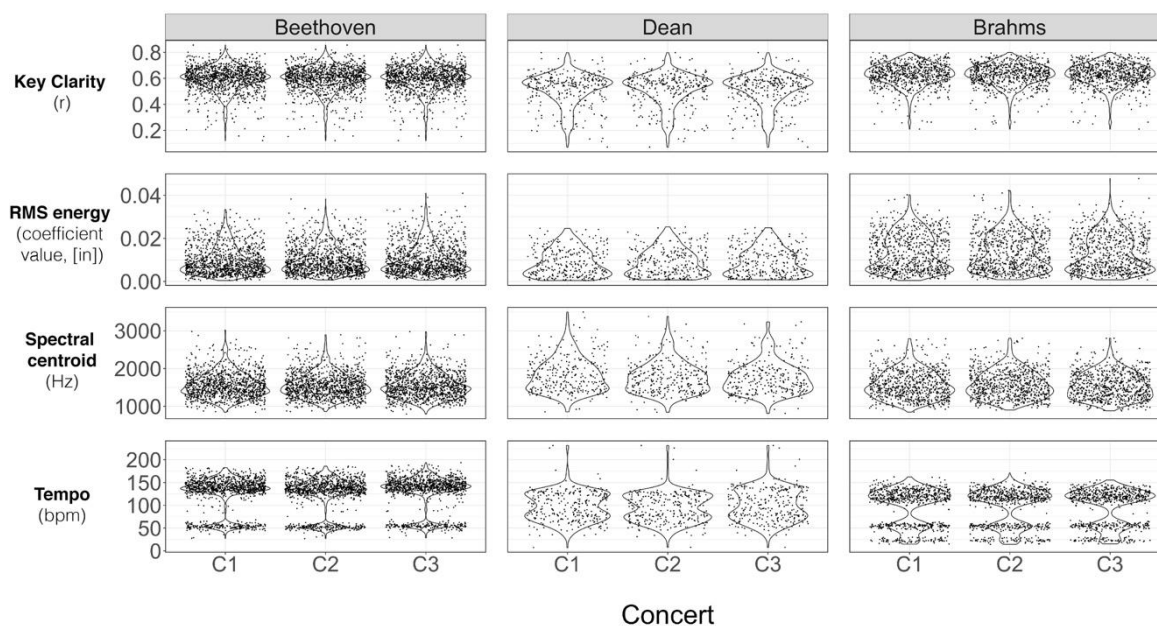 Beethoven Dean Brahms
Key Clarity
(r)
0.8
0.6
0.4
0.2
RMS energy
(coefficient
value, [in])
0.04
0.02
0.00
Spectral
centroid
(Hz)
3000
2000
1000
Tempo
(bpm)
200
150
100
50
0
C1 C2 C3 C1 C2 C3 C1 C2 C3
Concert